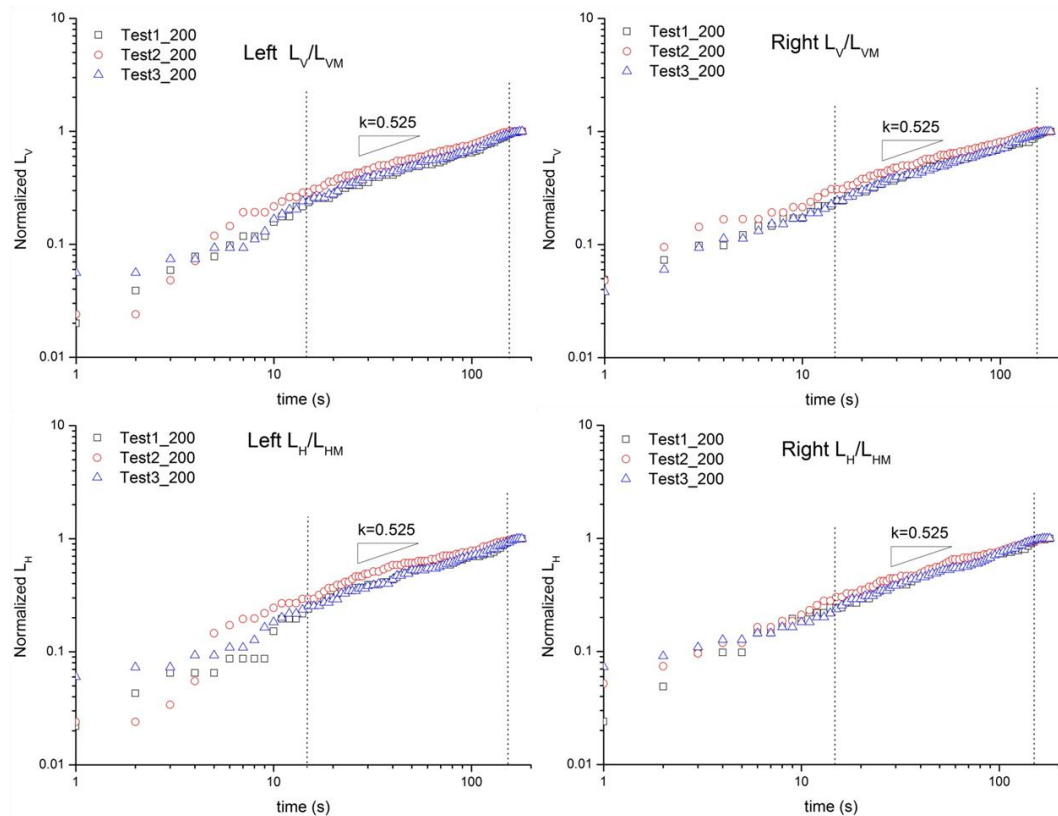 10
1
0.1
0.01
Normalized L_V
Test1_200
Test2_200
Test3_200
Left L_V/L_VM
k=0.525
1
10
100
time (s)
10
1
0.1
0.01
Normalized L_V
Test1_200
Test2_200
Test3_200
Right L_V/L_VM
k=0.525
1
10
100
1
time (s)
10
1
0.1
0.01
Normalized L_H
Test1_200
Test2_200
Test3_200
Left L_H/L_HM
k=0.525
1
10
100
time (s)
10
1
0.1
0.01
Normalized L_H
Test1_200
Test2_200
Test3_200
Right L_H/L_HM
k=0.525
1
10
100
1
time (s)